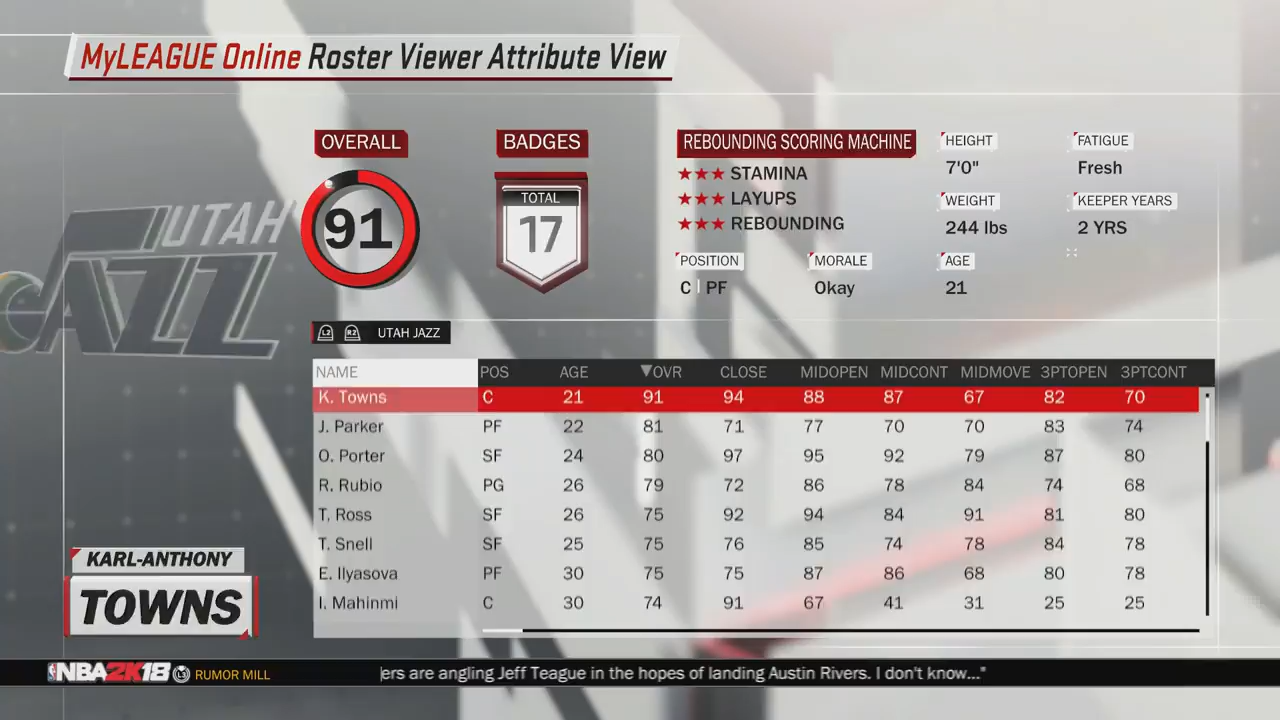 MyLEAGUE Online Roster Viewer Attribute View
OVERALL
91
BADGES
TOTAL
17
REBOUNDING SCORING MACHINE
★★★ STAMINA
★★★ LAYUPS
★★★ REBOUNDING
HEIGHT
7'0"
FATIGUE
Fresh
WEIGHT
244 lbs
KEEPER YEARS
2 YRS
POSITION
C | PF
MORALE
Okay
AGE
21
UTAH
JAZZ
L2 R2 UTAH JAZZ
NAME POS AGE ▼OVR CLOSE MIDOPEN MIDCONT MIDMOVE 3PTOPEN 3PTCONT
K. Towns C 21 91 94 88 87 67 82 70
J. Parker PF 22 81 71 77 70 70 83 74
O. Porter SF 24 80 97 95 92 79 87 80
R. Rubio PG 26 79 72 86 78 84 74 68
T. Ross SF 26 75 92 94 84 91 81 80
T. Snell SF 25 75 76 85 74 78 84 78
E. Ilyasova PF 30 75 75 87 86 68 80 78
I. Mahinmi C 30 74 91 67 41 31 25 25
KARL-ANTHONY
TOWNS
NBA2K18 RUMOR MILL ers are angling Jeff Teague in the hopes of landing Austin Rivers. I don't know..."